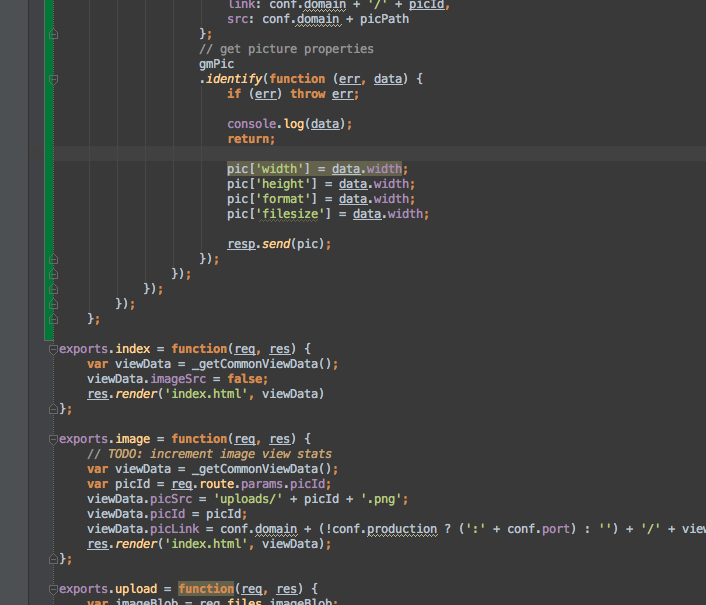 link: conf.domain + '/' + picId,
src: conf.domain + picPath
};
// get picture properties
gmPic
.identify(function (err, data) {
if (err) throw err;
console.log(data);
return;
pic['width'] = data.width;
pic['height'] = data.width;
pic['format'] = data.width;
pic['filesize'] = data.width;
resp.send(pic);
});
});
});
});
};
exports.index = function(req, res) {
var viewData = _getCommonViewData();
viewData.imageSrc = false;
res.render('index.html', viewData)
};
exports.image = function(req, res) {
// TODO: increment image view stats
var viewData = _getCommonViewData();
var picId = req.route.params.picId;
viewData.picSrc = 'uploads/' + picId + '.png';
viewData.picId = picId;
viewData.picLink = conf.domain + (!conf.production ? (':' + conf.port) : '') + '/' + view
res.render('index.html', viewData);
};
exports.upload = function(req, res) {
var imageBlob = req.files.imageBlob;